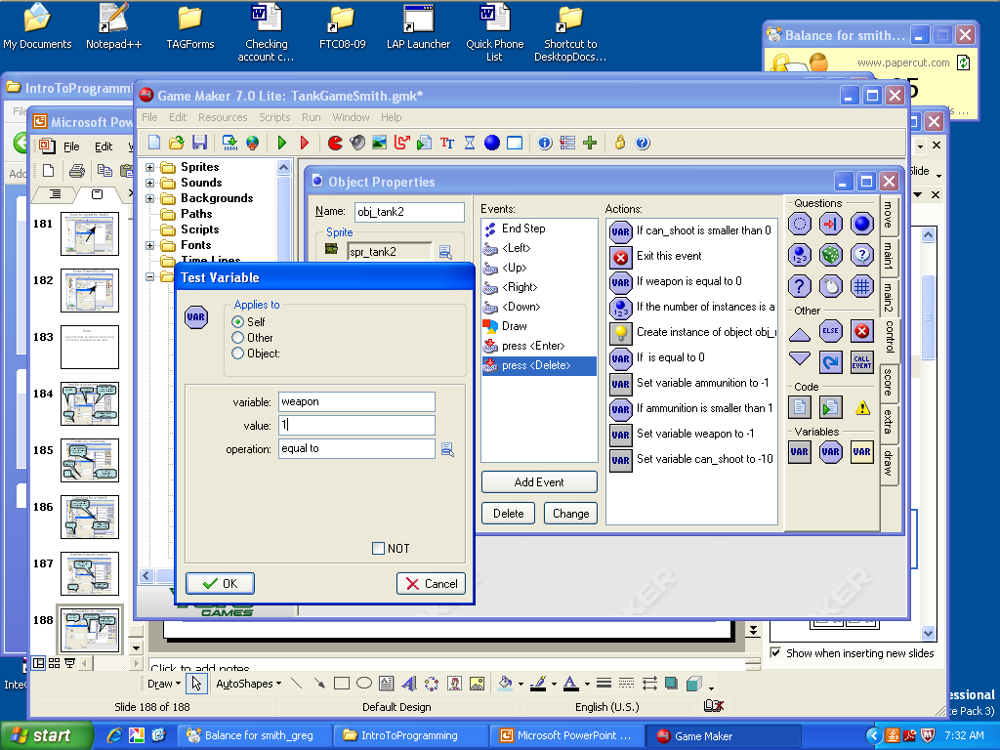 My Documents
Notepad++
TAGForms
Checking
account c...
FTC08-09
LAP Launcher
Quick Phone
List
Shortcut to
DesktopDocs...
Balance for smith...
www.papercut.com
IntroToProgrammi
Microsoft Pow
File
Edit
Game Maker 7.0 Lite: TankGameSmith.gmk*
File Edit Resources Scripts Run Window Help
Sprites
Sounds
Backgrounds
Paths
Scripts
Fonts
Time Lines
Object Properties
Name: obj_tank2
Sprite
spr_tank2
Events:
End Step
<Left>
<Up>
<Right>
<Down>
Draw
press <Enter>
press <Delete>
Add Event
Delete
Change
Actions:
If can_shoot is smaller than 0
Exit this event
If weapon is equal to 0
If the number of instances is a
Create instance of object obj_
If  is equal to 0
Set variable ammunition to -1
If ammunition is smaller than 1
Set variable weapon to -1
Set variable can_shoot to -10
Questions
Other
ELSE
CALL EVENT
Code
Variables
VAR VAR VAR
move
main1
main2
control
score
extra
draw
Test Variable
VAR
Applies to
Self
Other
Object:
variable: weapon
value: 1
operation: equal to
NOT
OK
Cancel
GAMES
181
182
183
184
185
186
187
188
Click to add notes
Show when inserting new slides
Draw
AutoShapes
Slide 188 of 188
Default Design
English (U.S.)
start
Balance for smith_greg
IntroToProgramming
Microsoft PowerPoint ...
Game Maker
7:32 AM